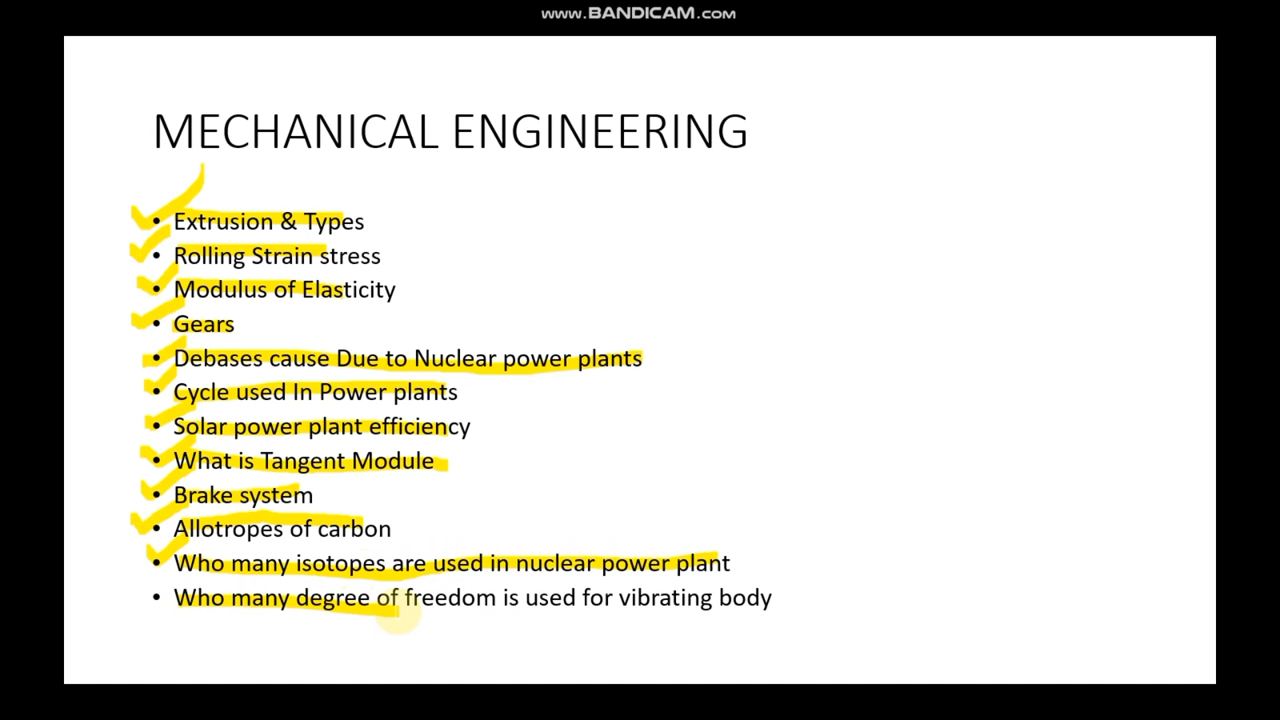 www.BANDICAM.com
MECHANICAL ENGINEERING
• Extrusion & Types
• Rolling Strain stress
• Modulus of Elasticity
• Gears
• Debases cause Due to Nuclear power plants
• Cycle used In Power plants
• Solar power plant efficiency
• What is Tangent Module
• Brake system
• Allotropes of carbon
• Who many isotopes are used in nuclear power plant
• Who many degree of freedom is used for vibrating body